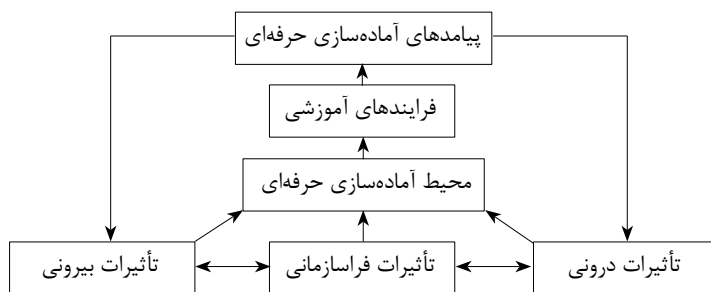 پیامدهای آماده‌سازی حرفه‌ای
فرایندهای آموزشی
محیط آماده‌سازی حرفه‌ای
تأثیرات درونی
تأثیرات فراسازمانی
تأثیرات بیرونی